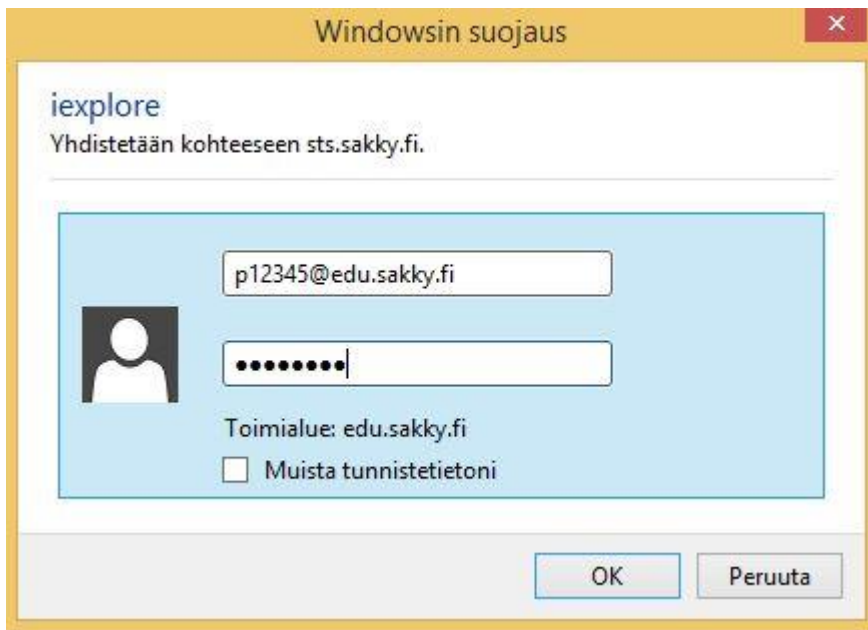 Windowsin suojaus
iexplore
Yhdistetään kohteeseen sts.sakky.fi.
p12345@edu.sakky.fi
●●●●●●●●
Toimialue: edu.sakky.fi
Muista tunnistetietoni
OK
Peruuta